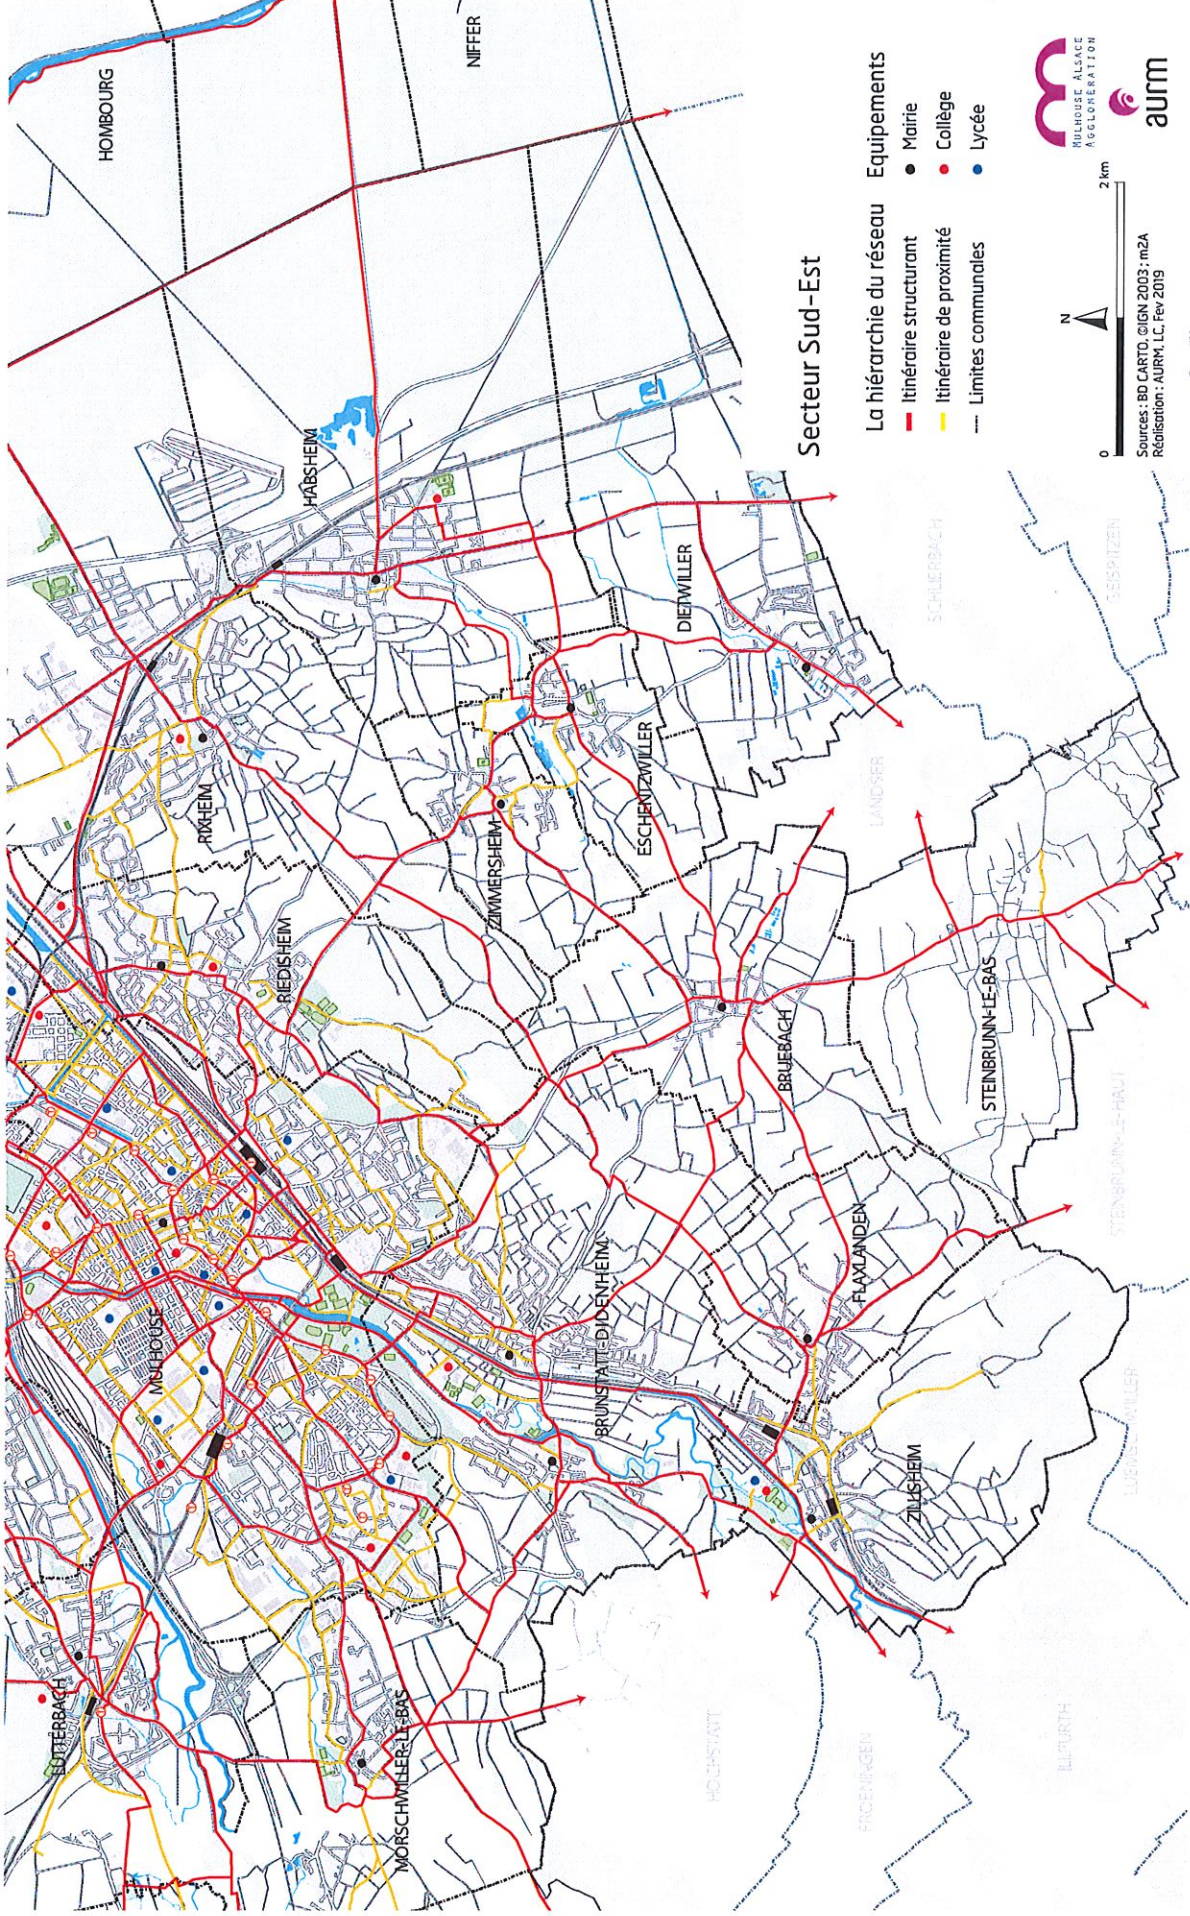 HOMBOURG
NIFFER
HABSHEIM
RIXHEIM
RIEDISHEIM
ZIMMERSHEIM
ESCHENTZWILLER
DIETWILLER
SCHLIERBACH
GEISPITZEN
LANDSER
BRUEBACH
STEINBRUNN-LE-BAS
STEINBRUNN-LE-HAUT
MULHOUSE
BRUNSTATT-DIDENHEIM
FLAXLANDEN
ZILLISHEIM
LUTTERBACH
MORSCHWILLER-LE-BAS
HOCHSTATT
FROENINGEN
ILLFURTH
Secteur Sud-Est
La hiérarchie du réseau
Itinéraire structurant
Itinéraire de proximité
Limites communales
Equipements
Mairie
Collège
Lycée
N
0
2 km
Sources : BD CARTO, ©IGN 2003 ; m2A
Réalisation : AURM, LC, Fev 2019
MULHOUSE ALSACE
AGGLOMÉRATION
aurm